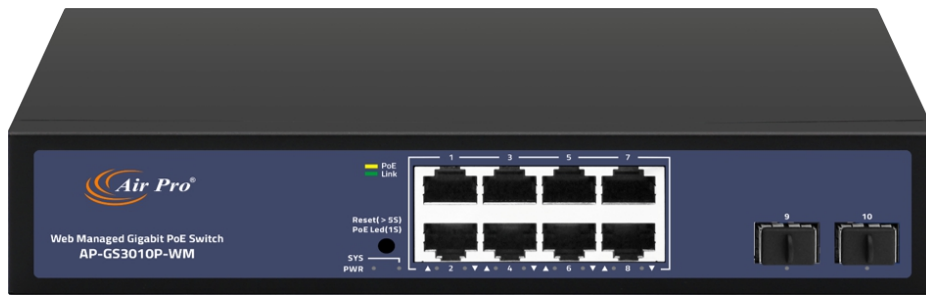 Air Pro®
Web Managed Gigabit PoE Switch
AP-GS3010P-WM
PoE
Link
Reset(> 5S)
PoE Led(1S)
SYS
PWR
1 3 5 7
▲ 2 ▼ ▲ 4 ▼ ▲ 6 ▼ ▲ 8 ▼
9 10